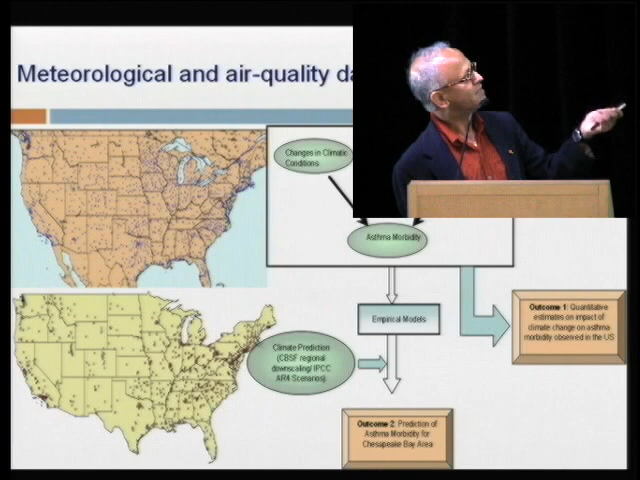 Meteorological and air-quality da
Changes in Climatic
Conditions
Asthma Morbidity
Empirical Models
Climate Prediction
(CBSF regional
downscaling/ IPCC
AR4 Scenarios)
Outcome 1: Quantitative
estimates on impact of
climate change on asthma
morbidity observed in the US
Outcome 2: Prediction of
Asthma Morbidity for
Chesapeake Bay Area